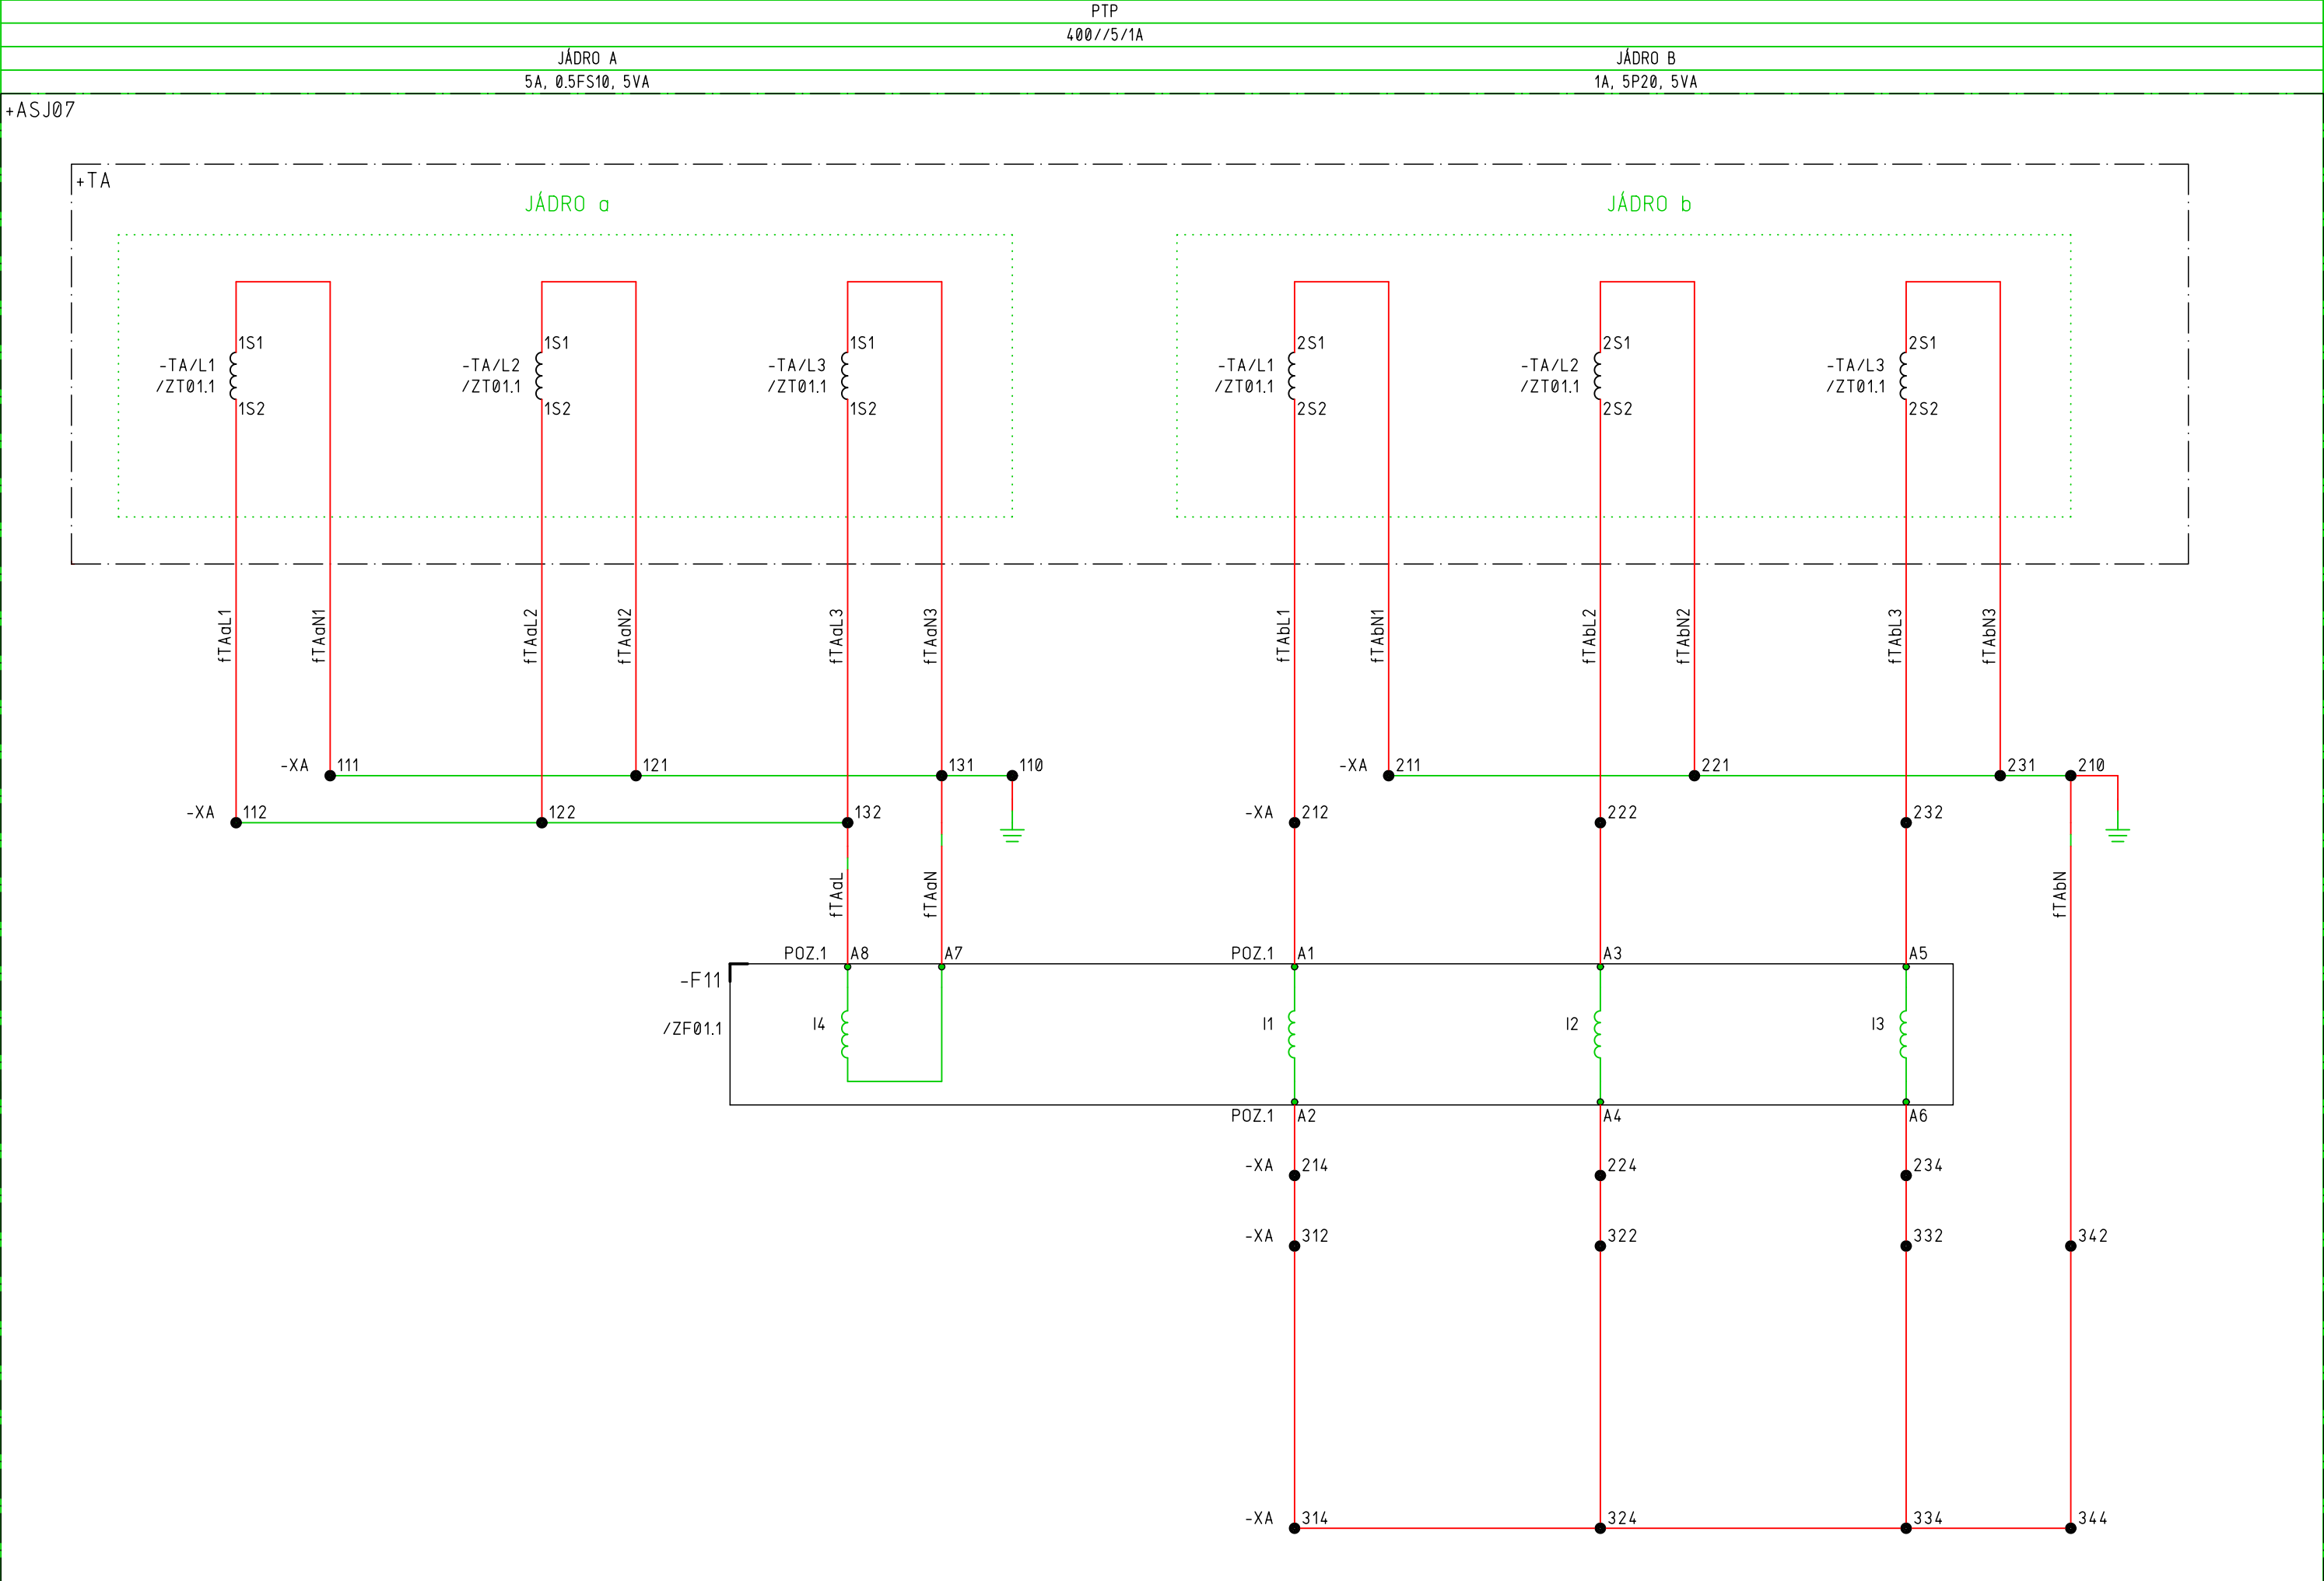 PTP
400//5/1A
JÁDRO A JÁDRO B
5A, 0.5FS10, 5VA 1A, 5P20, 5VA
+ASJ07
+TA
JÁDRO a JÁDRO b
1S1 1S1 1S1 2S1 2S1 2S1
-TA/L1 -TA/L2 -TA/L3 -TA/L1 -TA/L2 -TA/L3
/ZT01.1 /ZT01.1 /ZT01.1 /ZT01.1 /ZT01.1 /ZT01.1
1S2 1S2 1S2 2S2 2S2 2S2
fTAaL1 fTAaN1 fTAaL2 fTAaN2 fTAaL3 fTAaN3 fTAbL1 fTAbN1 fTAbL2 fTAbN2 fTAbL3 fTAbN3
-XA 111 121 131 110 -XA 211 221 231 210
-XA 112 122 132 -XA 212 222 232
fTAaL fTAaN fTAbN
POZ.1 A8 A7 POZ.1 A1 A3 A5
-F11
/ZF01.1 I4 I1 I2 I3
POZ.1 A2 A4 A6
-XA 214 224 234
-XA 312 322 332 342
-XA 314 324 334 344